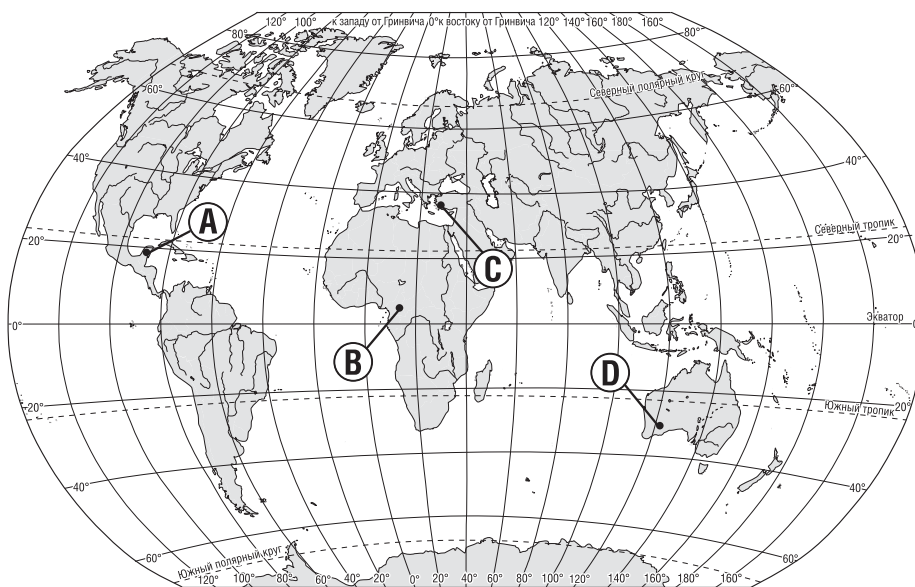 120° 100° к западу от Гринвича 0° к востоку от Гринвича 120° 140° 160° 180° 160°
80° 80°
Северный полярный круг
60° 60°
40° 40°
A
Северный тропик
20° 20°
C
Экватор
0° 0
B
D
20° Южный тропик 20°
40° 40°
60° Южный полярный круг 60°
120° 100° 80° 60° 40° 20° 0° 20° 40° 60° 80° 100° 120° 140° 160° 180° 160°